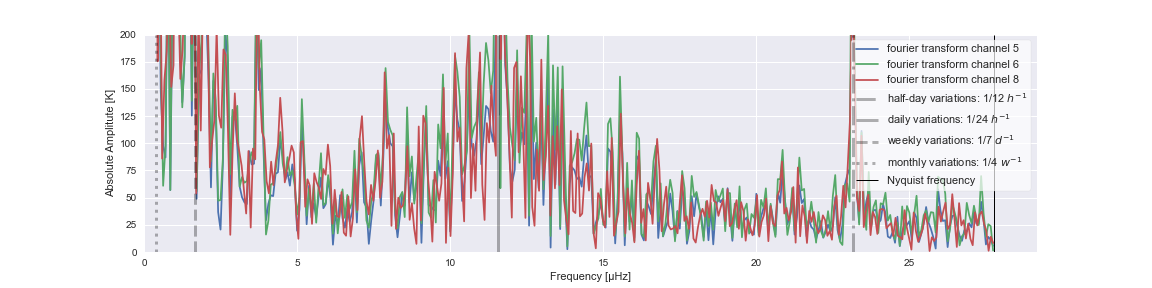 200
175
150
125
100
75
50
25
0
Absolute Amplitude [K]
0
5
10
15
20
25
Frequency [µHz]
fourier transform channel 5
fourier transform channel 6
fourier transform channel 8
half-day variations: 1/12 h⁻¹
daily variations: 1/24 h⁻¹
weekly variations: 1/7 d⁻¹
monthly variations: 1/4 w⁻¹
Nyquist frequency